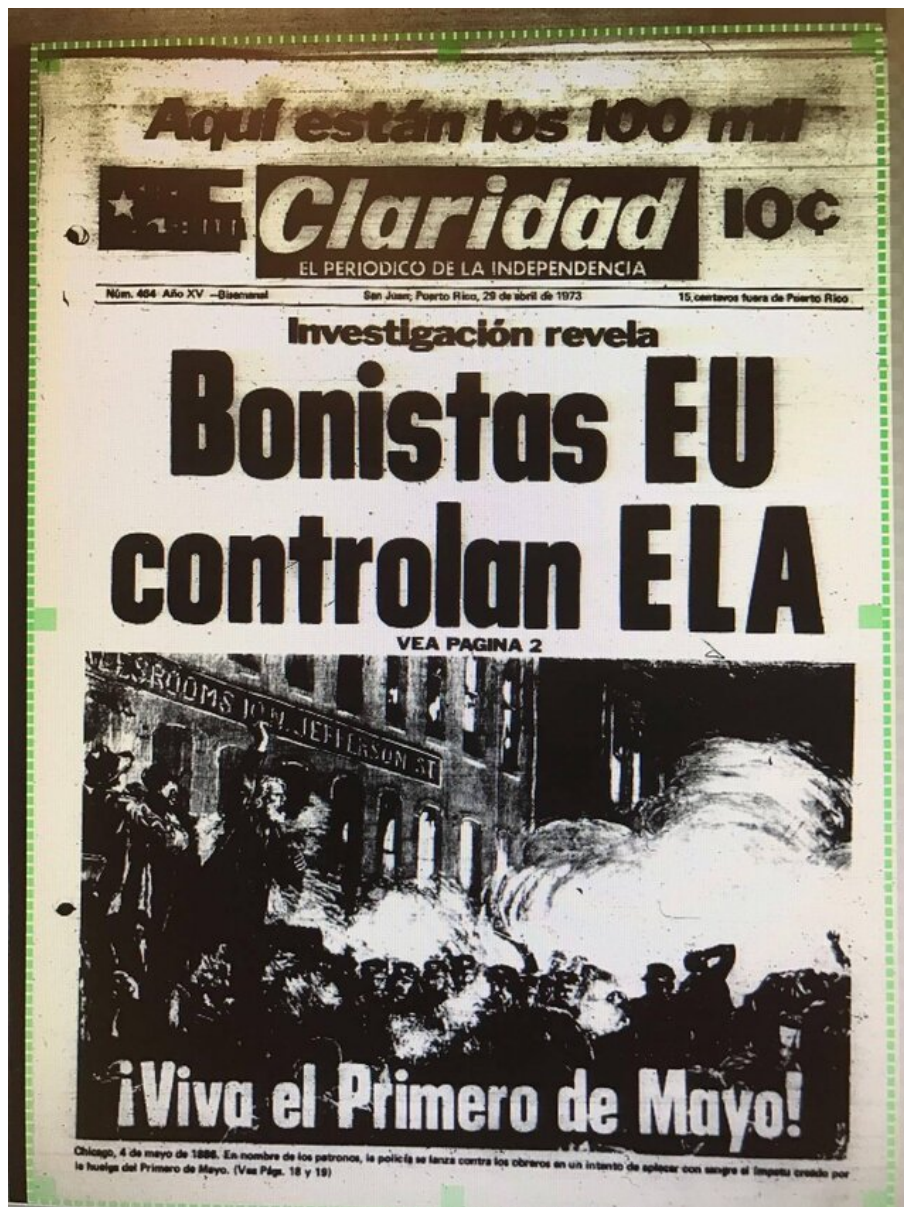 Aquí están los 100 mil
Claridad
10¢
EL PERIODICO DE LA INDEPENDENCIA
Núm. 464 Año XV —Bisemanal
San Juan, Puerto Rico, 29 de abril de 1973
15 centavos fuera de Puerto Rico
Investigación revela
Bonistas EU
controlan ELA
VEA PAGINA 2
ROOMS 10 W. JEFFERSON ST
¡Viva el Primero de Mayo!
Chicago, 4 de mayo de 1886. En nombre de los patronos, la policía se lanza contra los obreros en un intento de aplacar con sangre el ímpetu creado por
la huelga del Primero de Mayo. (Vea Págs. 18 y 19)